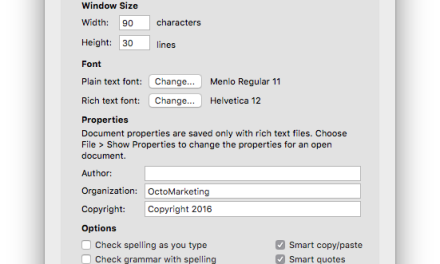 Window Size
Width: 90 characters
Height: 30 lines
Font
Plain text font: Change... Menlo Regular 11
Rich text font: Change... Helvetica 12
Properties
Document properties are saved only with rich text files. Choose
File > Show Properties to change the properties for an open
document.
Author:
Organization: OctoMarketing
Copyright: Copyright 2016
Options
Check spelling as you type Smart copy/paste
Check grammar with spelling Smart quotes